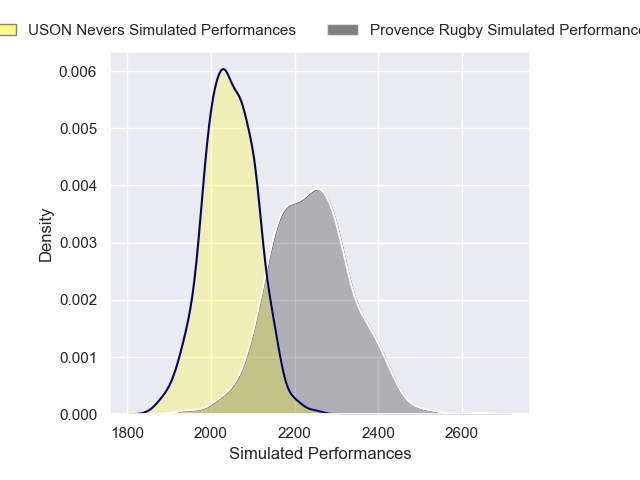 USON Nevers Simulated Performances Provence Rugby Simulated Performanc
0.006
0.005
0.004
0.003
0.002
0.001
0.000
Density
1800 2000 2200 2400 2600
Simulated Performances